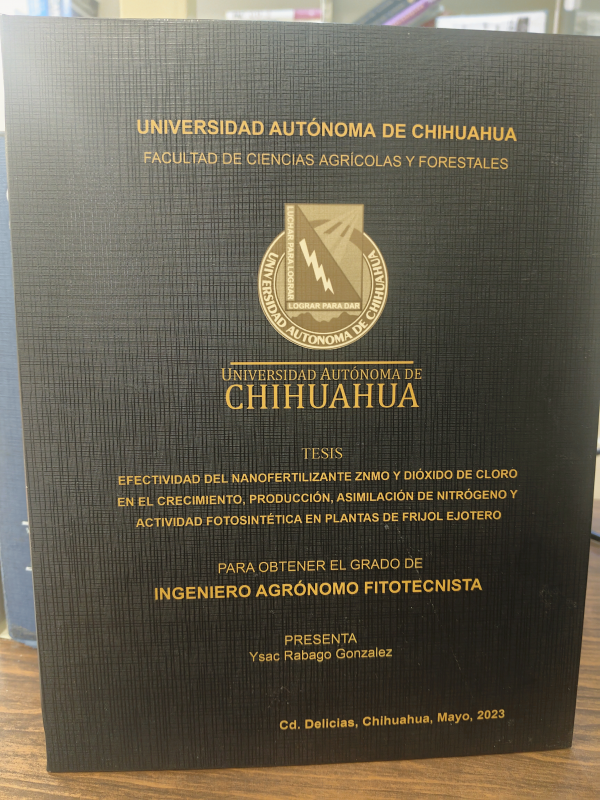 UNIVERSIDAD AUTÓNOMA DE CHIHUAHUA
FACULTAD DE CIENCIAS AGRÍCOLAS Y FORESTALES
LUCHAR PARA LOGRAR
LOGRAR PARA DAR
UNIVERSIDAD AUTONOMA DE CHIHUAHUA
UNIVERSIDAD AUTÓNOMA DE
CHIHUAHUA
TESIS
EFECTIVIDAD DEL NANOFERTILIZANTE ZNMO Y DIÓXIDO DE CLORO
EN EL CRECIMIENTO, PRODUCCIÓN, ASIMILACIÓN DE NITRÓGENO Y
ACTIVIDAD FOTOSINTÉTICA EN PLANTAS DE FRIJOL EJOTERO
PARA OBTENER EL GRADO DE
INGENIERO AGRÓNOMO FITOTECNISTA
PRESENTA
Ysac Rabago Gonzalez
Cd. Delicias, Chihuahua, Mayo, 2023